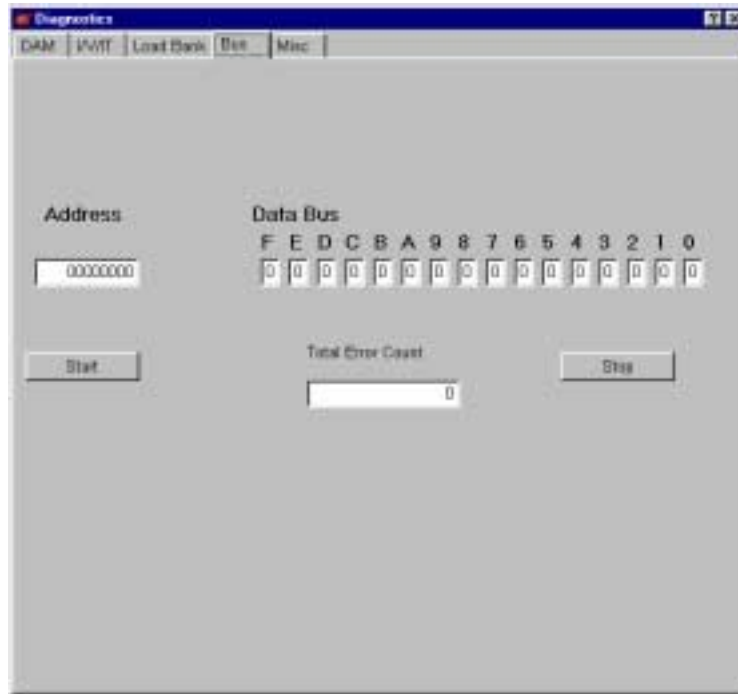 Diagnostics
DAM Load Bank Bus Misc
Address Data Bus
F E D C B A 9 8 7 6 5 4 3 2 1 0
00000000 0 0 0 0 0 0 0 0 0 0 0 0 0 0 0 0
Start Total Error Count Stop
0